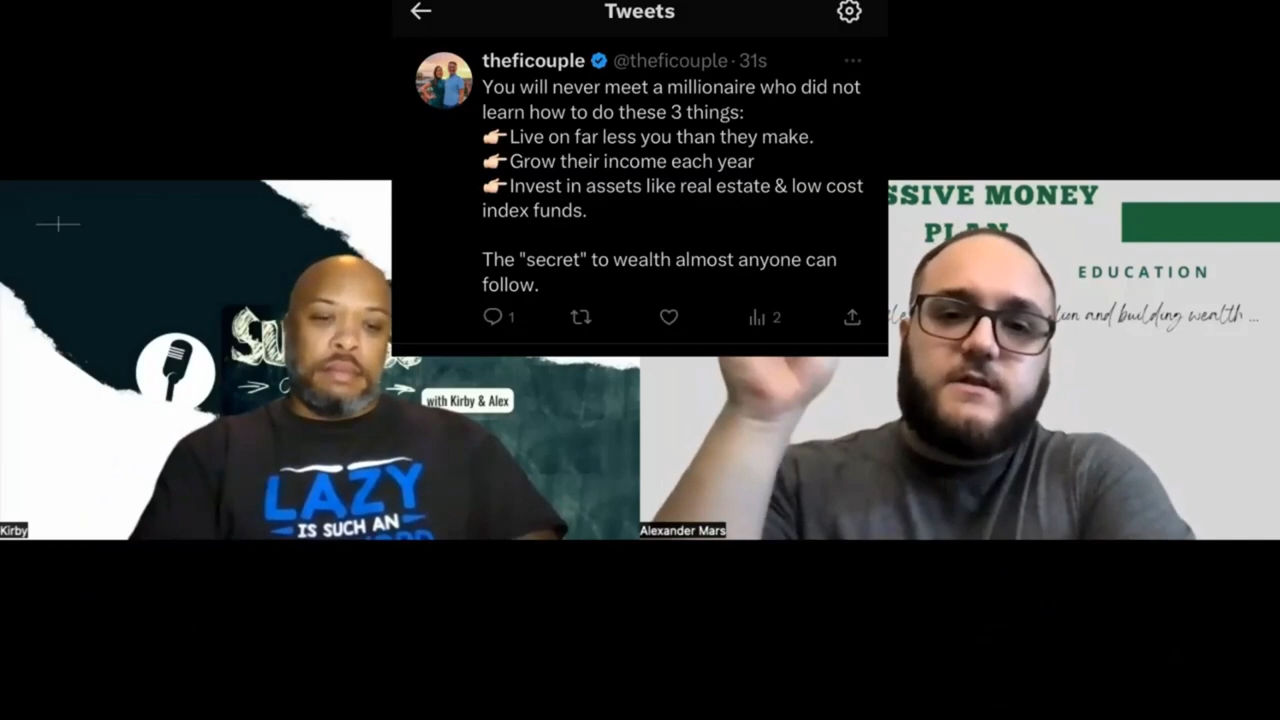 Tweets
theficouple @theficouple · 31s
You will never meet a millionaire who did not
learn how to do these 3 things:
👉🏻Live on far less you than they make.
👉🏻Grow their income each year
👉🏻Invest in assets like real estate & low cost
index funds.
The "secret" to wealth almost anyone can
follow.
1
2
with Kirby & Alex
LAZY
IS SUCH AN
Kirby
SSIVE MONEY
PLAN
EDUCATION
and building wealth ...
Alexander Mars